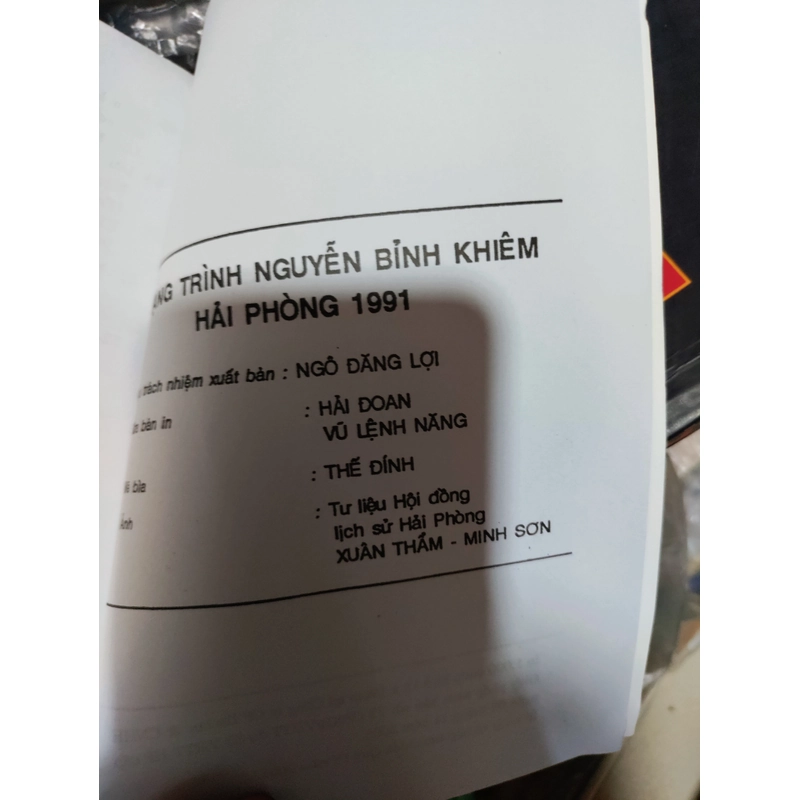 TRÌNH NGUYỄN BỈNH KHIÊM
HẢI PHÒNG 1991
trách nhiệm xuất bản : NGÔ ĐĂNG LỢI
bản in : HẢI ĐOAN
VŨ LỆNH NĂNG
bìa : THẾ ĐÍNH
Ảnh : Tư liệu Hội đồng
lịch sử Hải Phòng
XUÂN THẨM - MINH SƠN